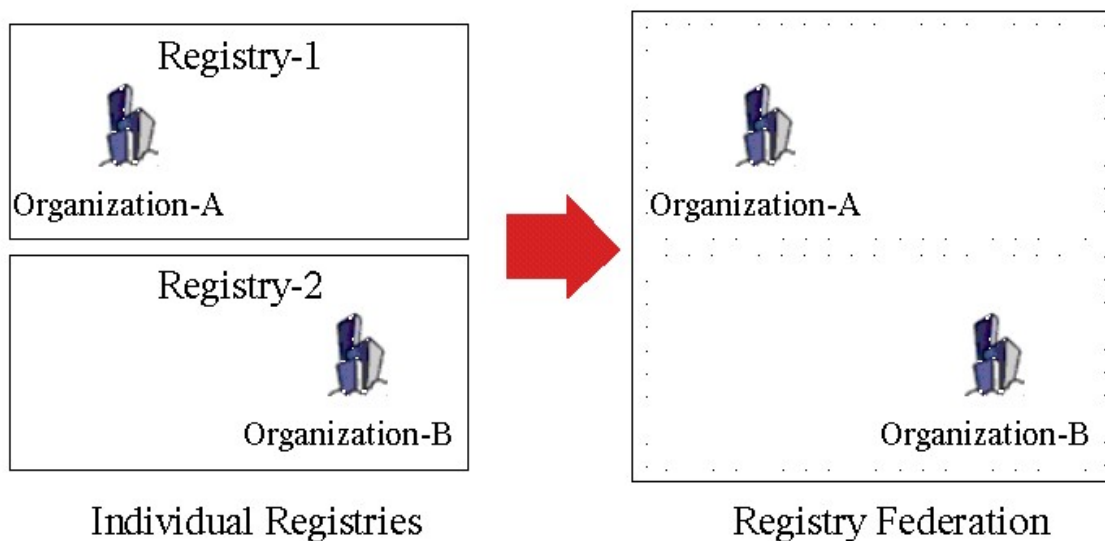 Registry-1
Organization-A
Registry-2
Organization-B
Individual Registries
Organization-A
Organization-B
Registry Federation